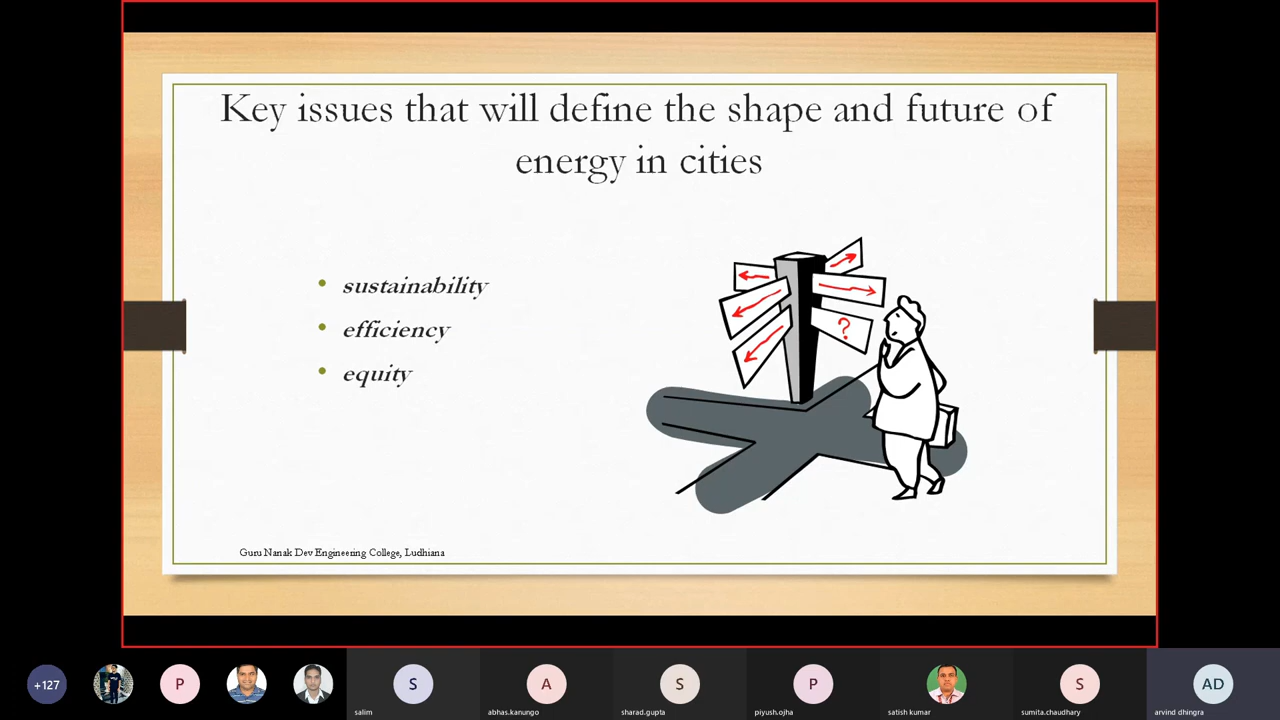 Key issues that will define the shape and future of
energy in cities
• sustainability
• efficiency
• equity
?
Guru Nanak Dev Engineering College, Ludhiana
+127
P
S
A
S
P
S
AD
salim
abhas.kanungo
sharad.gupta
piyush.ojha
satish kumar
sumita.chaudhary
arvind dhingra